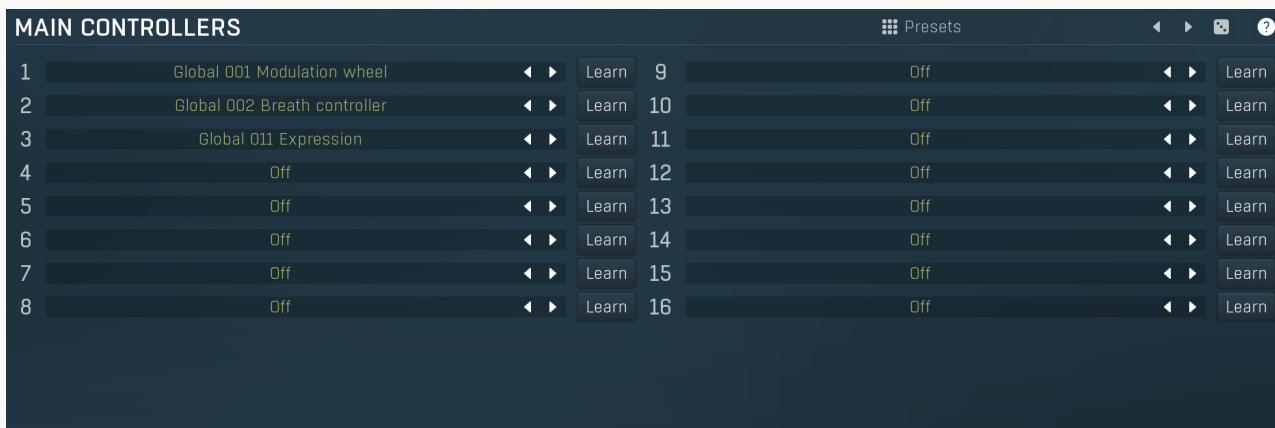 MAIN CONTROLLERS Presets ?
1 Global 001 Modulation wheel Learn 9 Off Learn
2 Global 002 Breath controller Learn 10 Off Learn
3 Global 011 Expression Learn 11 Off Learn
4 Off Learn 12 Off Learn
5 Off Learn 13 Off Learn
6 Off Learn 14 Off Learn
7 Off Learn 15 Off Learn
8 Off Learn 16 Off Learn